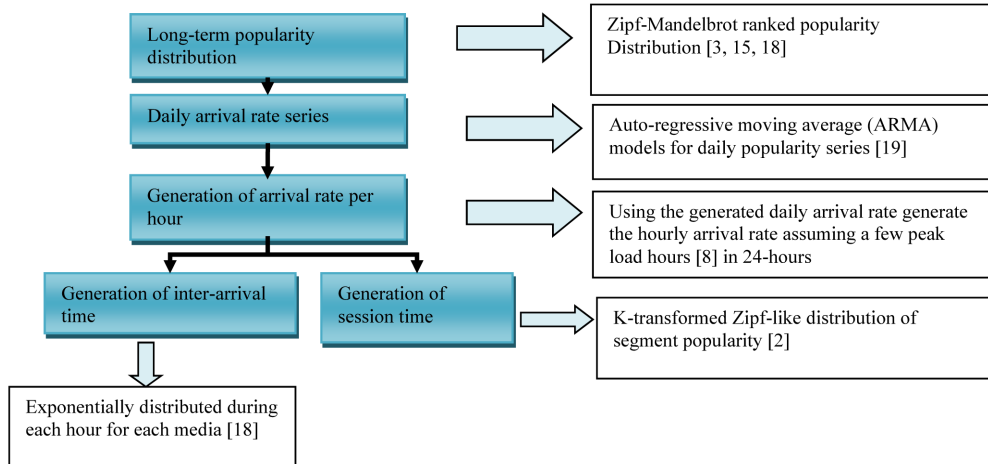 Long-term popularity
distribution
Zipf-Mandelbrot ranked popularity
Distribution [3, 15, 18]
Daily arrival rate series
Auto-regressive moving average (ARMA)
models for daily popularity series [19]
Generation of arrival rate per
hour
Using the generated daily arrival rate generate
the hourly arrival rate assuming a few peak
load hours [8] in 24-hours
Generation of inter-arrival
time
Generation of
session time
K-transformed Zipf-like distribution of
segment popularity [2]
Exponentially distributed during
each hour for each media [18]